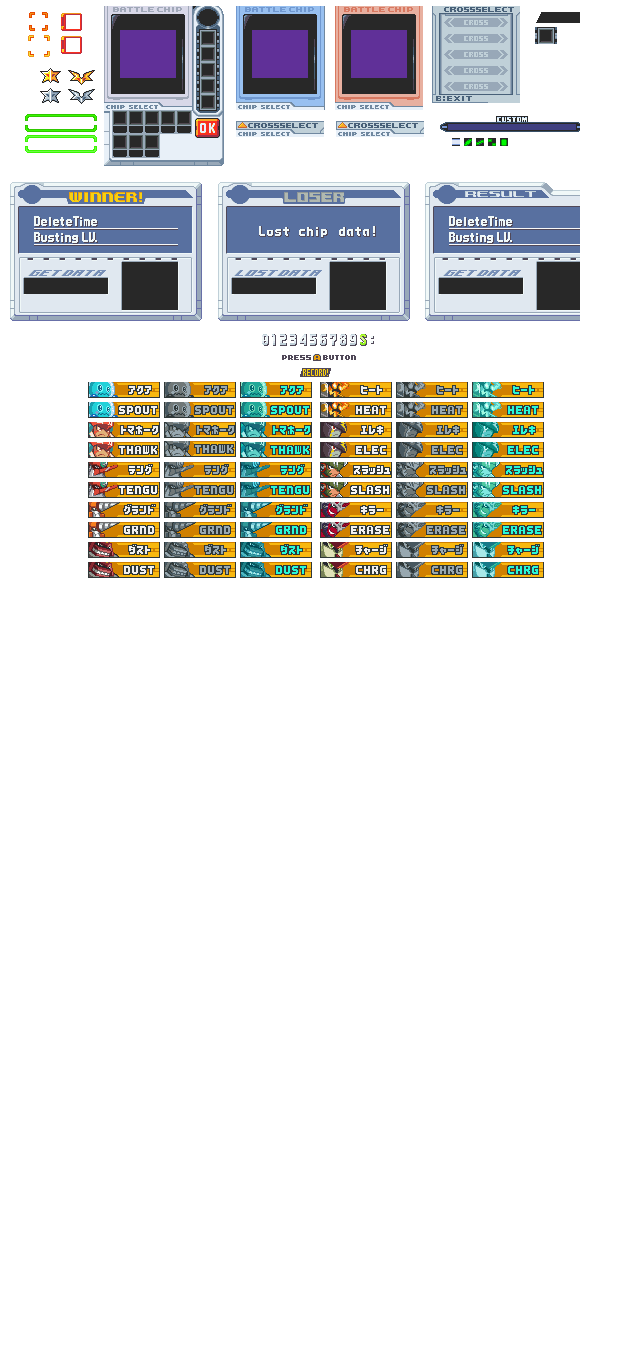 BATTLE CHIP
CHIP SELECT
OK
BATTLE CHIP
CHIP SELECT
CROSSSELECT
CHIP SELECT
BATTLE CHIP
CHIP SELECT
CROSSSELECT
CHIP SELECT
CROSSSELECT
CROSS
CROSS
CROSS
CROSS
CROSS
B:EXIT
CUSTOM
WINNER!
DeleteTime
Busting LV.
GET DATA
LOSER
Lost chip data!
LOST DATA
RESULT
DeleteTime
Busting LV.
GET DATA
0123456789S:
PRESS BUTTON
RECORD!
アクア アクア アクア ヒート ヒート ヒート
SPOUT SPOUT SPOUT HEAT HEAT HEAT
トマホーク トマホーク トマホーク エレキ エレキ エレキ
THAWK THAWK THAWK ELEC ELEC ELEC
テング テング テング スラッシュ スラッシュ スラッシュ
TENGU TENGU TENGU SLASH SLASH SLASH
グランド グランド グランド キラー キラー キラー
GRND GRND GRND ERASE ERASE ERASE
ダスト ダスト ダスト チャージ チャージ チャージ
DUST DUST DUST CHRG CHRG CHRG